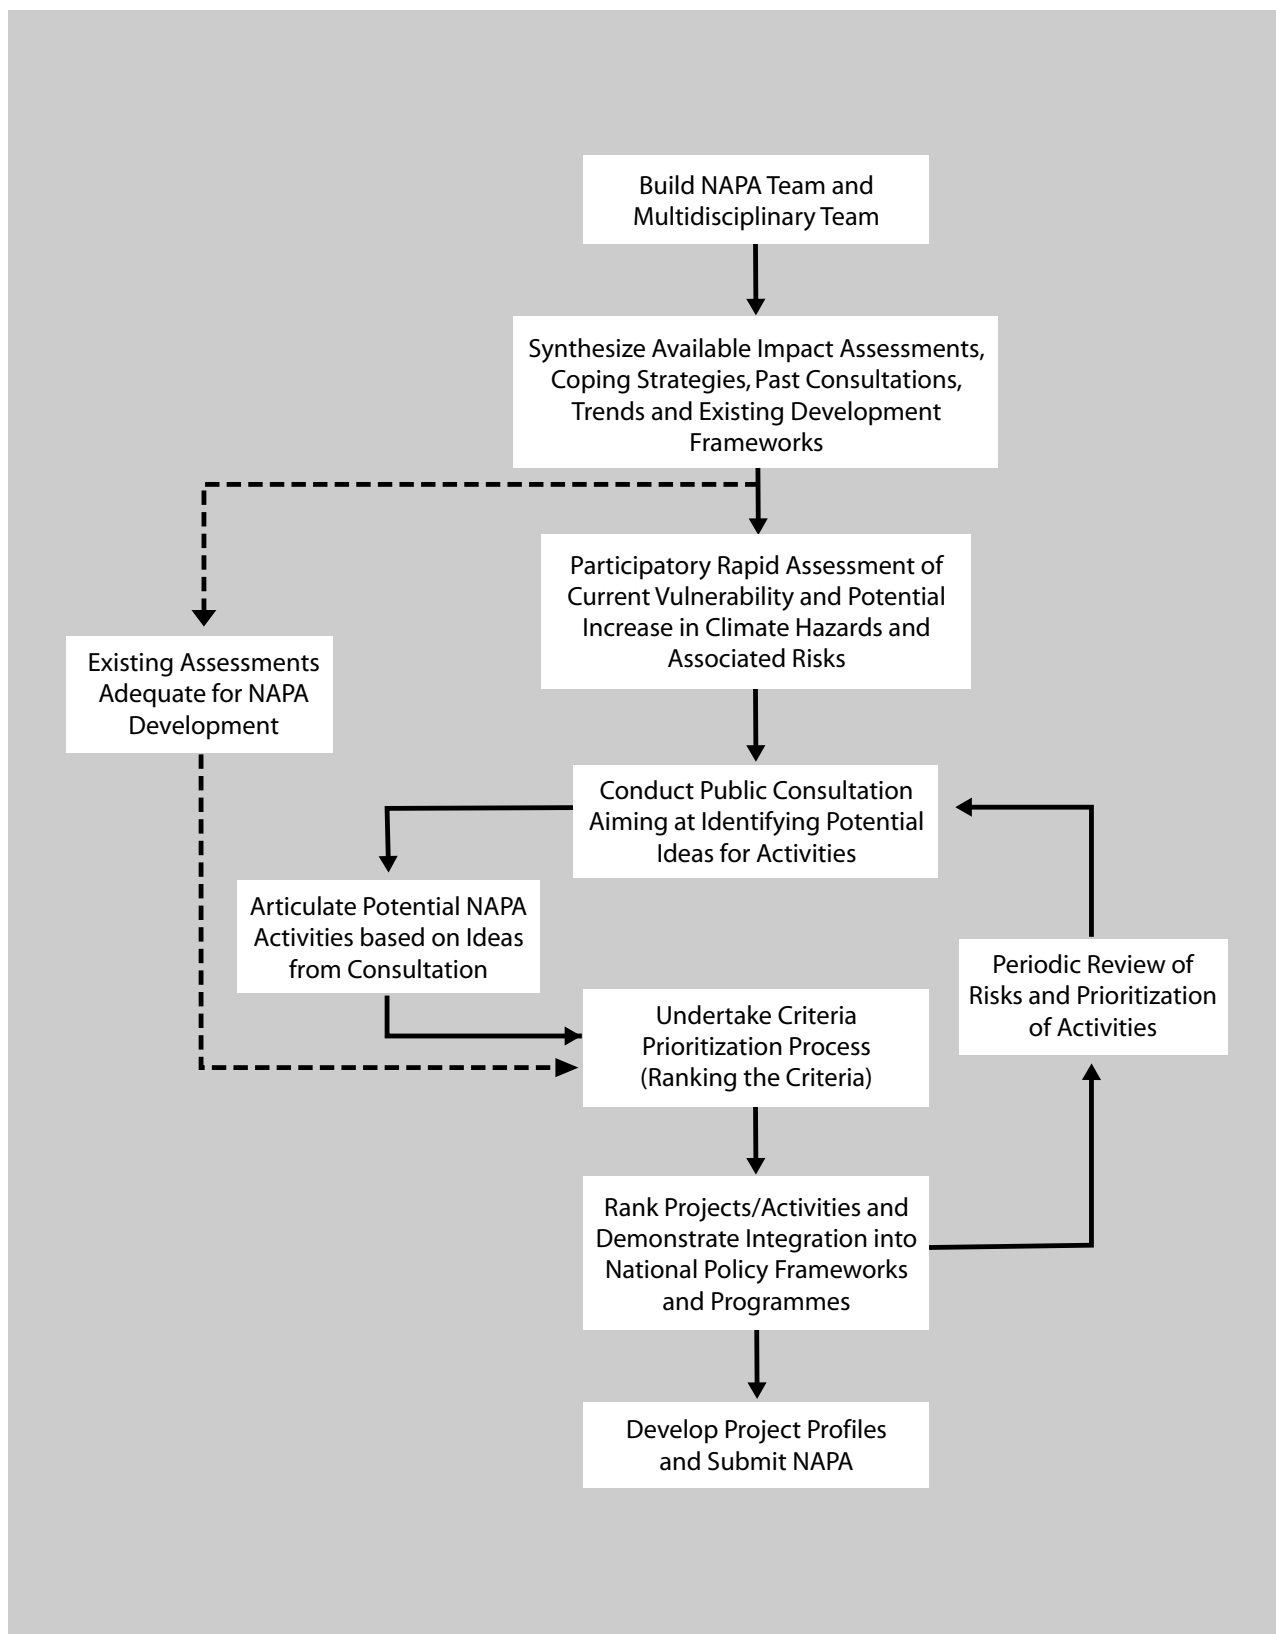 Build NAPA Team and
Multidisciplinary Team
Synthesize Available Impact Assessments,
Coping Strategies, Past Consultations,
Trends and Existing Development
Frameworks
Participatory Rapid Assessment of
Current Vulnerability and Potential
Increase in Climate Hazards and
Associated Risks
Existing Assessments
Adequate for NAPA
Development
Conduct Public Consultation
Aiming at Identifying Potential
Ideas for Activities
Articulate Potential NAPA
Activities based on Ideas
from Consultation
Periodic Review of
Risks and Prioritization
of Activities
Undertake Criteria
Prioritization Process
(Ranking the Criteria)
Rank Projects/Activities and
Demonstrate Integration into
National Policy Frameworks
and Programmes
Develop Project Profiles
and Submit NAPA